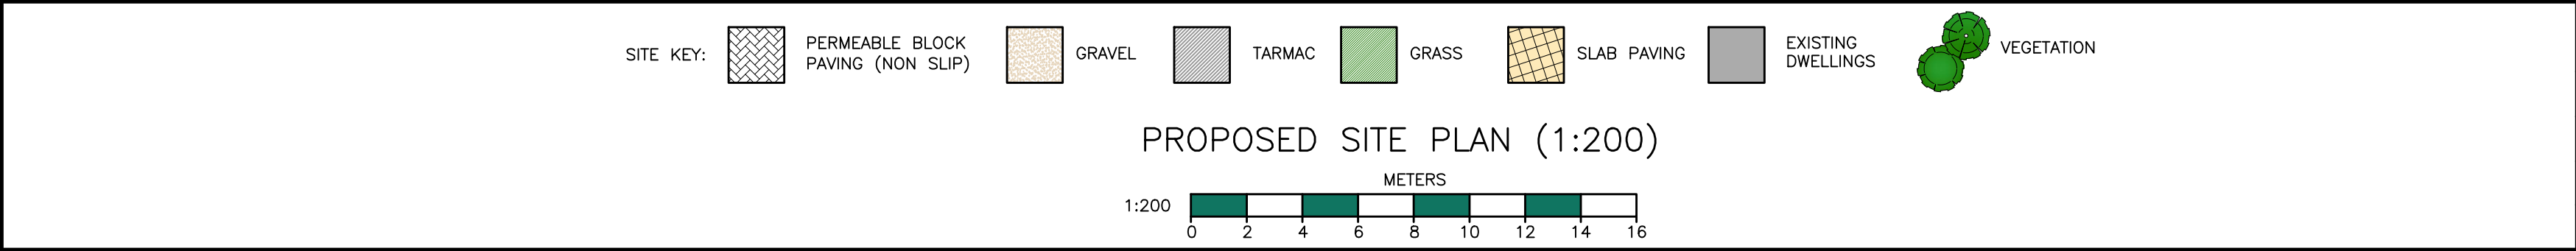 SITE KEY:
PERMEABLE BLOCK
PAVING (NON SLIP)
GRAVEL
TARMAC
GRASS
SLAB PAVING
EXISTING
DWELLINGS
VEGETATION
PROPOSED SITE PLAN (1:200)
METERS
1:200
0 2 4 6 8 10 12 14 16